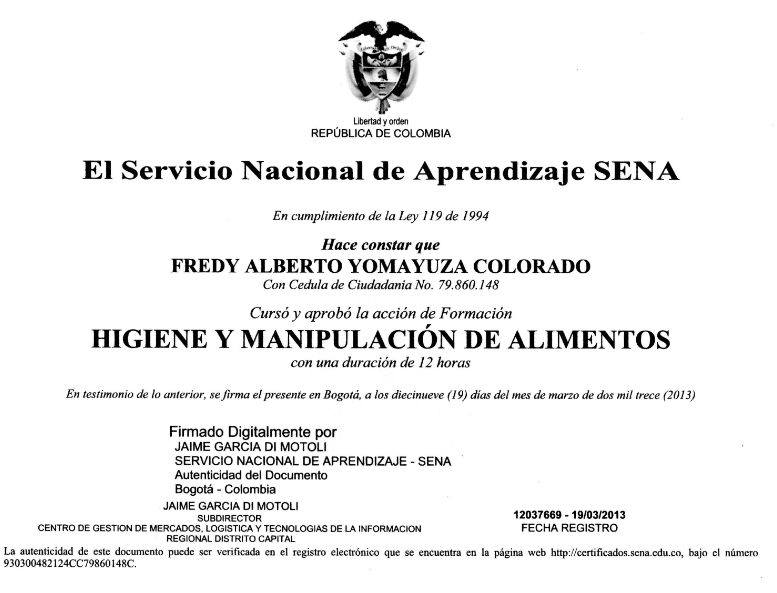 Libertad y orden
REPÚBLICA DE COLOMBIA
El Servicio Nacional de Aprendizaje SENA
En cumplimiento de la Ley 119 de 1994
Hace constar que
FREDY ALBERTO YOMAYUZA COLORADO
Con Cedula de Ciudadania No. 79.860.148
Cursó y aprobó la acción de Formación
HIGIENE Y MANIPULACIÓN DE ALIMENTOS
con una duración de 12 horas
En testimonio de lo anterior, se firma el presente en Bogotá, a los diecinueve (19) días del mes de marzo de dos mil trece (2013)
Firmado Digitalmente por
JAIME GARCIA DI MOTOLI
SERVICIO NACIONAL DE APRENDIZAJE - SENA
Autenticidad del Documento
Bogotá - Colombia
JAIME GARCIA DI MOTOLI
SUBDIRECTOR
CENTRO DE GESTION DE MERCADOS, LOGISTICA Y TECNOLOGIAS DE LA INFORMACION
REGIONAL DISTRITO CAPITAL
12037669 - 19/03/2013
FECHA REGISTRO
La autenticidad de este documento puede ser verificada en el registro electrónico que se encuentra en la página web http://certificados.sena.edu.co, bajo el número
930300482124CC79860148C.